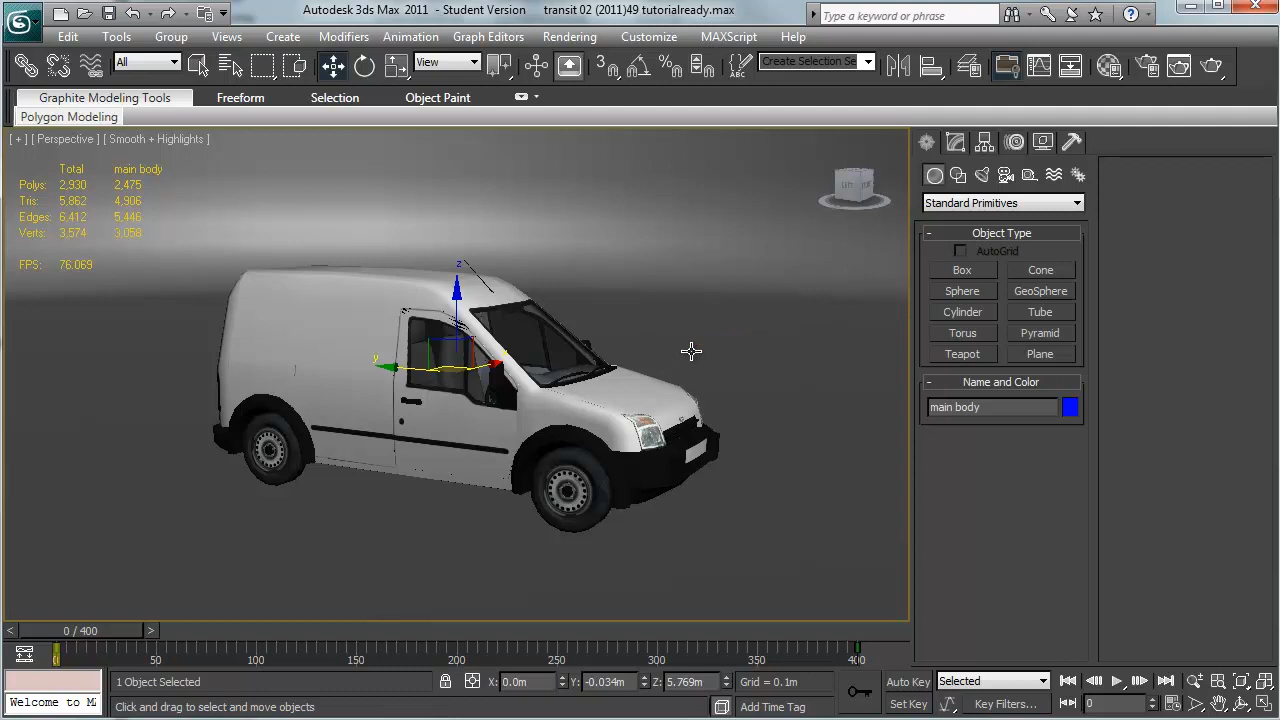 Autodesk 3ds Max 2011 - Student Version    transit 02 (2011)49 tutorialready.max
Type a keyword or phrase
Edit Tools Group Views Create Modifiers Animation Graph Editors Rendering Customize MAXScript Help
All
View
Create Selection Se
Graphite Modeling Tools Freeform Selection Object Paint
Polygon Modeling
[ + ] [ Perspective ] [ Smooth + Highlights ]
Total main body
Polys: 2,930 2,475
Tris: 5,862 4,906
Edges: 6,412 5,446
Verts: 3,574 3,058
FPS: 76.069
z
y
Standard Primitives
- Object Type
AutoGrid
Box Cone
Sphere GeoSphere
Cylinder Tube
Torus Pyramid
Teapot Plane
- Name and Color
main body
< 0 / 400 >
0 50 100 150 200 250 300 350 400
1 Object Selected
X: 0.0m Y: -0.034m Z: 5.769m Grid = 0.1m
Auto Key Selected
Welcome to M
Click and drag to select and move objects
Add Time Tag
Set Key Key Filters... 0